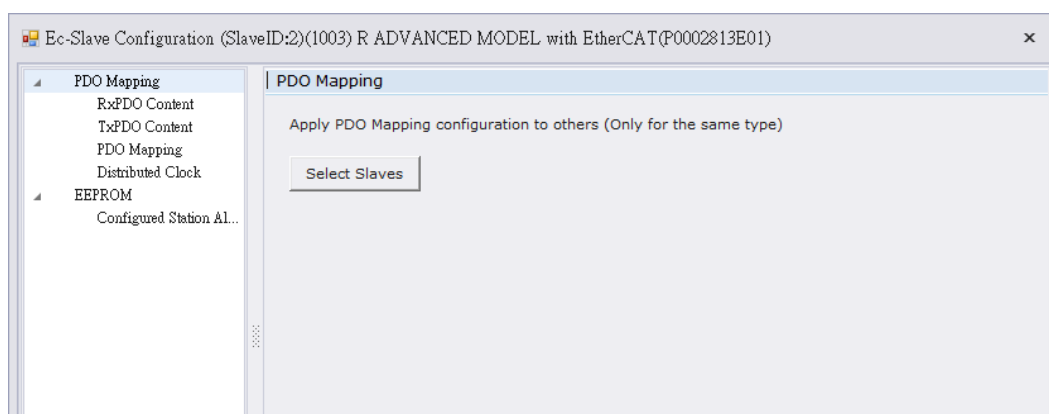 Ec-Slave Configuration (SlaveID:2)(1003) R ADVANCED MODEL with EtherCAT(P0002813E01)
PDO Mapping
RxPDO Content
TxPDO Content
PDO Mapping
Distributed Clock
EEPROM
Configured Station Al...
PDO Mapping
Apply PDO Mapping configuration to others (Only for the same type)
Select Slaves